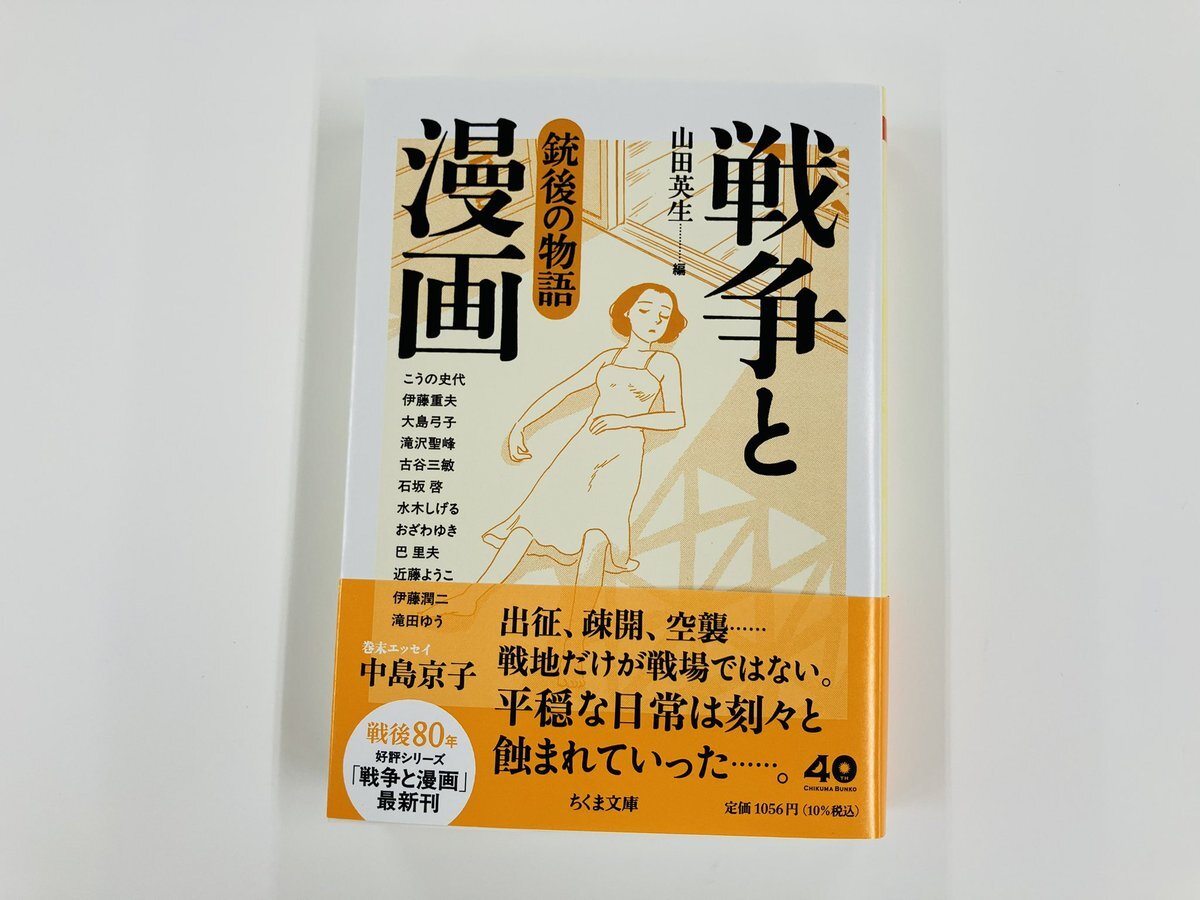 戦争と
漫画
銃後の物語
山田英生………編
こうの史代
伊藤重夫
大島弓子
滝沢聖峰
古谷三敏
石坂 啓
水木しげる
おざわゆき
巴 里夫
近藤ようこ
伊藤潤二
滝田ゆう
巻末エッセイ
中島京子
出征、疎開、空襲……
戦地だけが戦場ではない。
平穏な日常は刻々と
蝕まれていった……。
戦後80年
好評シリーズ
「戦争と漫画」
最新刊
ちくま文庫
40TH
CHIKUMA BUNKO
定価1056円(10%税込)